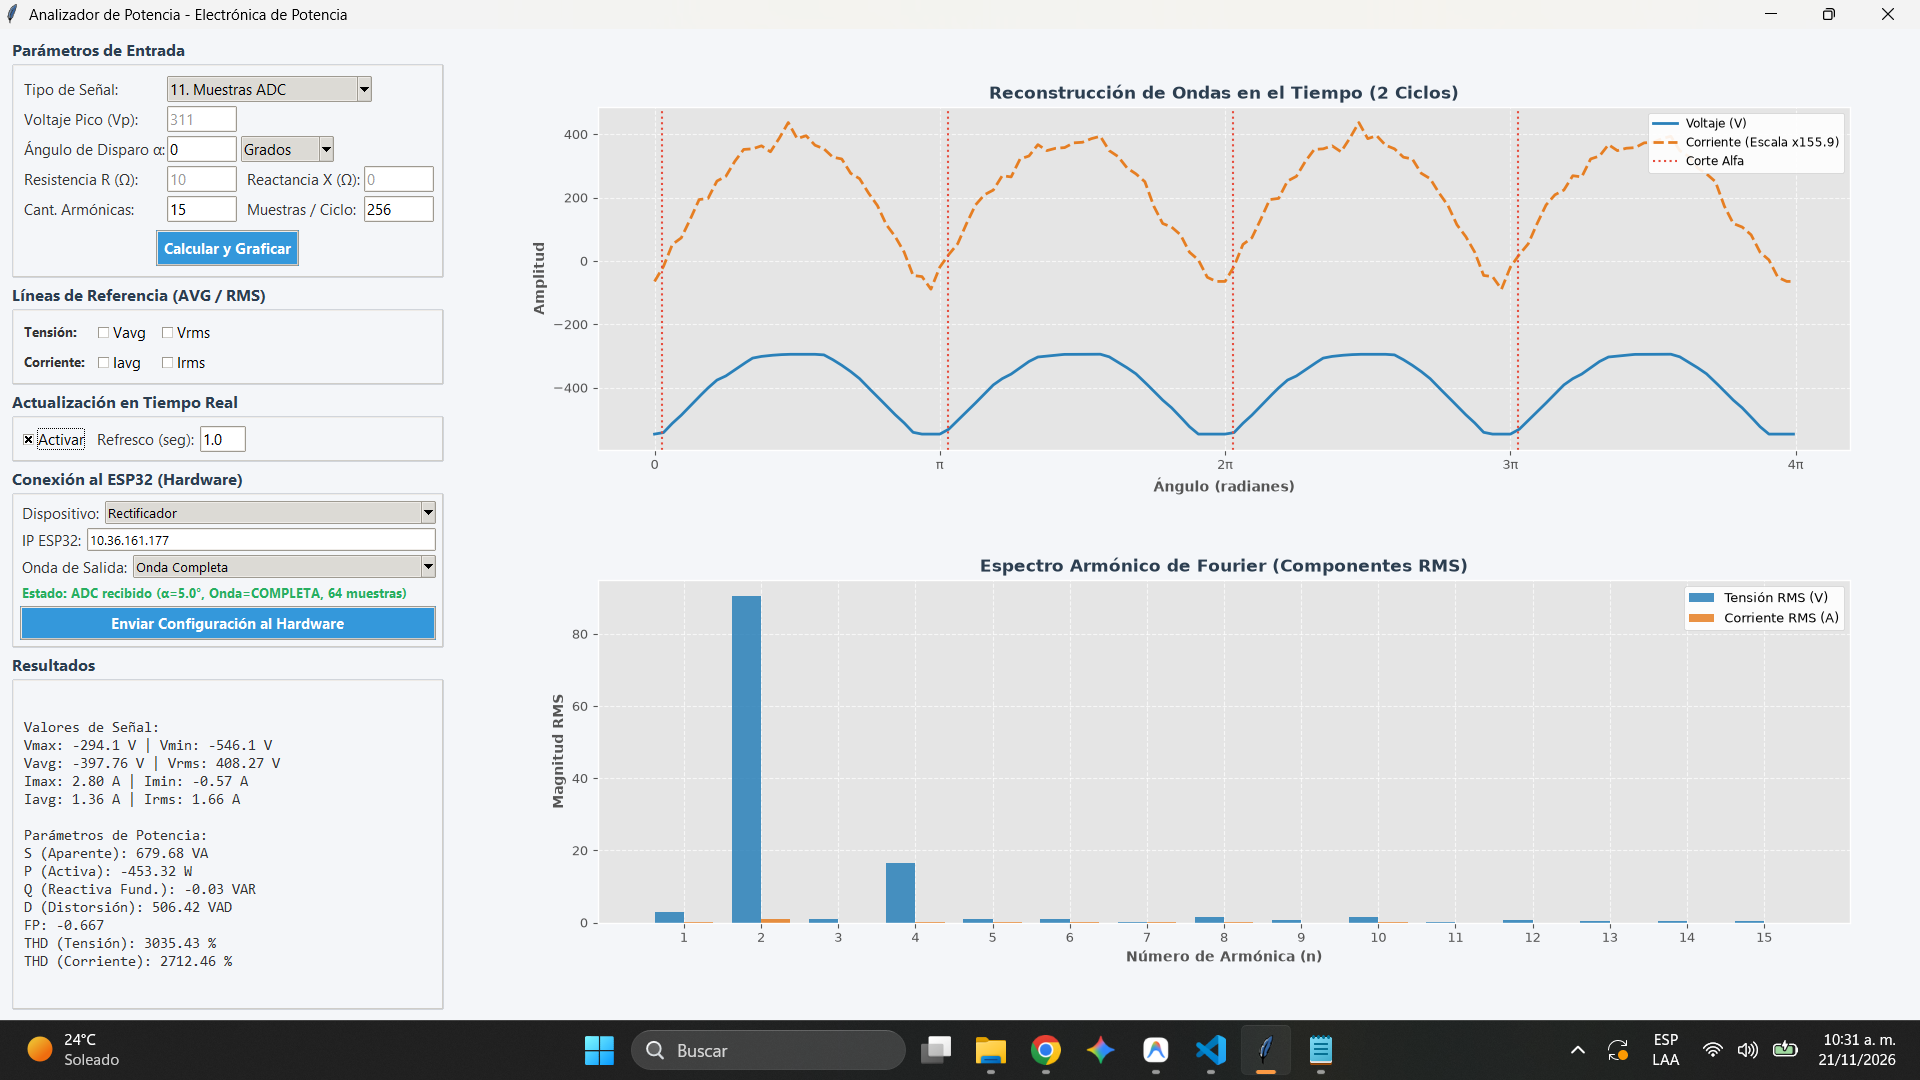 Analizador de Potencia - Electrónica de Potencia
Parámetros de Entrada
Tipo de Señal: 11. Muestras ADC
Voltaje Pico (Vp): 311
Ángulo de Disparo α: 0 Grados
Resistencia R (Ω): 10 Reactancia X (Ω): 0
Cant. Armónicas: 15 Muestras / Ciclo: 256
Calcular y Graficar
Líneas de Referencia (AVG / RMS)
Tensión: Vavg Vrms
Corriente: Iavg Irms
Actualización en Tiempo Real
Activar Refresco (seg): 1.0
Conexión al ESP32 (Hardware)
Dispositivo: Rectificador
IP ESP32: 10.36.161.177
Onda de Salida: Onda Completa
Estado: ADC recibido (α=5.0°, Onda=COMPLETA, 64 muestras)
Enviar Configuración al Hardware
Resultados
Valores de Señal:
Vmax: -294.1 V | Vmin: -546.1 V
Vavg: -397.76 V | Vrms: 408.27 V
Imax: 2.80 A | Imin: -0.57 A
Iavg: 1.36 A | Irms: 1.66 A
Parámetros de Potencia:
S (Aparente): 679.68 VA
P (Activa): -453.32 W
Q (Reactiva Fund.): -0.03 VAR
D (Distorsión): 506.42 VAD
FP: -0.667
THD (Tensión): 3035.43 %
THD (Corriente): 2712.46 %
Reconstrucción de Ondas en el Tiempo (2 Ciclos)
Voltaje (V)
Corriente (Escala x155.9)
Corte Alfa
Amplitud
400
200
0
−200
−400
0 π 2π 3π 4π
Ángulo (radianes)
Espectro Armónico de Fourier (Componentes RMS)
Tensión RMS (V)
Corriente RMS (A)
Magnitud RMS
80
60
40
20
0
1 2 3 4 5 6 7 8 9 10 11 12 13 14 15
Número de Armónica (n)
24°C
Soleado
Buscar
ESP
LAA
10:31 a. m.
21/11/2026